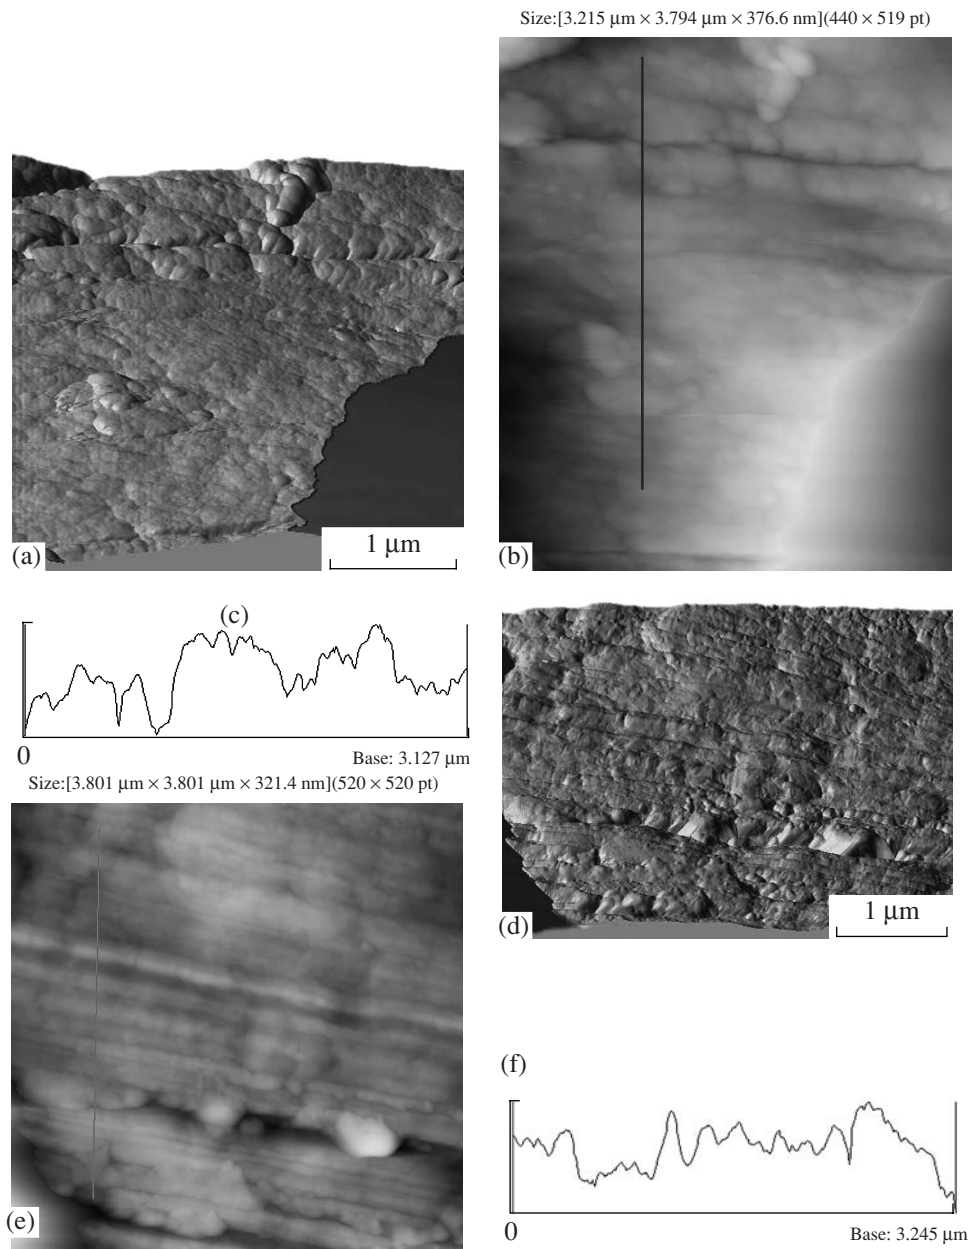 Size:[3.215 μm × 3.794 μm × 376.6 nm](440 × 519 pt)
(a)
1 μm
(b)
(c)
0
Base: 3.127 μm
Size:[3.801 μm × 3.801 μm × 321.4 nm](520 × 520 pt)
(d)
1 μm
(e)
(f)
0
Base: 3.245 μm